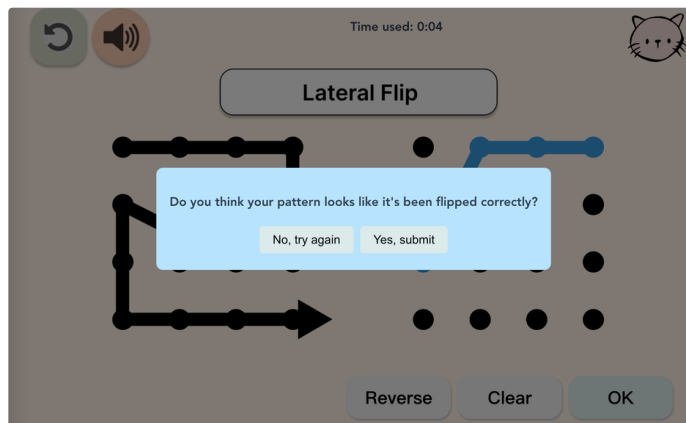 Time used: 0:04
Lateral Flip
Do you think your pattern looks like it's been flipped correctly?
No, try again
Yes, submit
Reverse
Clear
OK